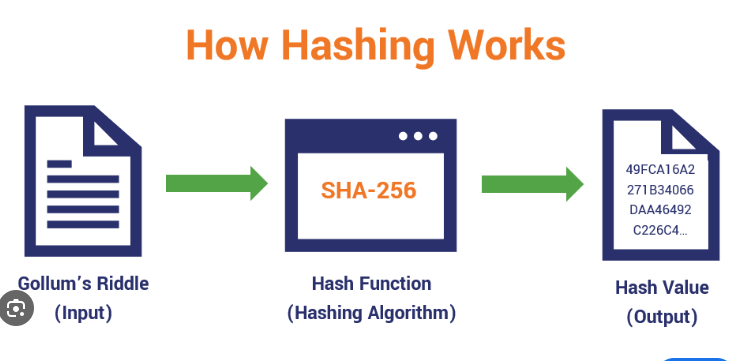 How Hashing Works
SHA-256
49FCA16A2
271B34066
DAA46492
C226C4...
Gollum's Riddle
(Input)
Hash Function
(Hashing Algorithm)
Hash Value
(Output)